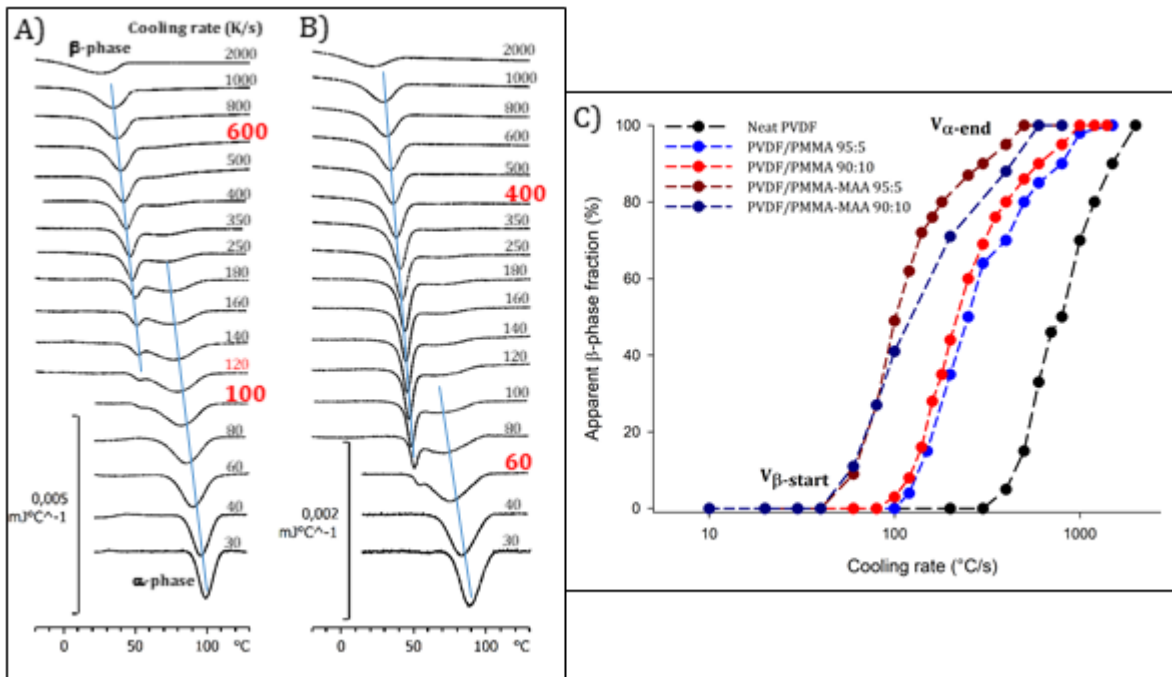 A)
Cooling rate (K/s)
β-phase
2000
1000
800
600
600
500
400
350
250
180
160
140
120
100
100
80
60
40
30
0,005
mJ°C^-1
α-phase
0 50 100 °C
B)
2000
1000
800
600
500
400
400
350
250
180
160
140
120
100
80
60
60
40
30
0,002
mJ°C^-1
0 50 100 °C
C)
Neat PVDF
PVDF/PMMA 95:5
PVDF/PMMA 90:10
PVDF/PMMA-MAA 95:5
PVDF/PMMA-MAA 90:10
Vα-end
Vβ-start
Apparent β-phase fraction (%)
100
80
60
40
20
0
10 100 1000
Cooling rate (°C/s)